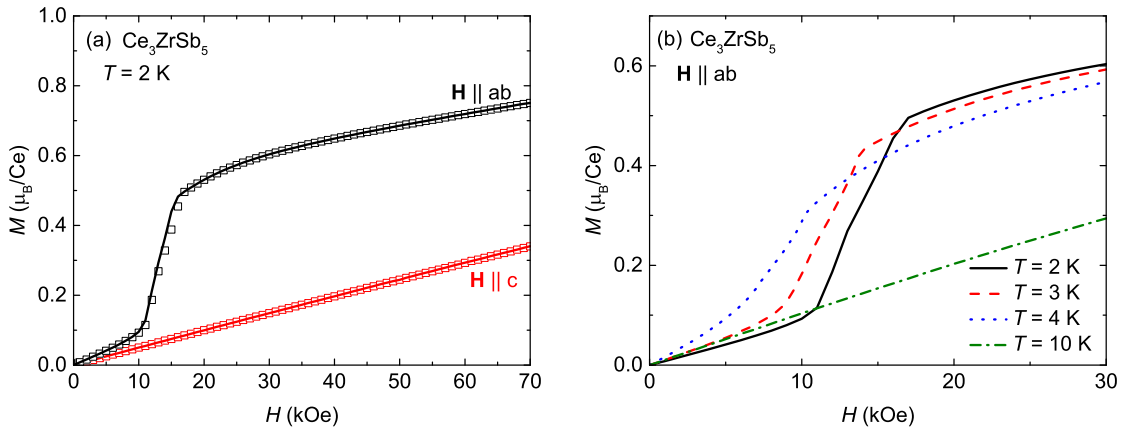 (a) Ce₃ZrSb₅
T = 2 K
H || ab
H || c
M (μ_B/Ce)
1.0
0.8
0.6
0.4
0.2
0.0
0 10 20 30 40 50 60 70
H (kOe)
(b) Ce₃ZrSb₅
H || ab
M (μ_B/Ce)
0.6
0.4
0.2
0.0
T = 2 K
T = 3 K
T = 4 K
T = 10 K
0 10 20 30
H (kOe)